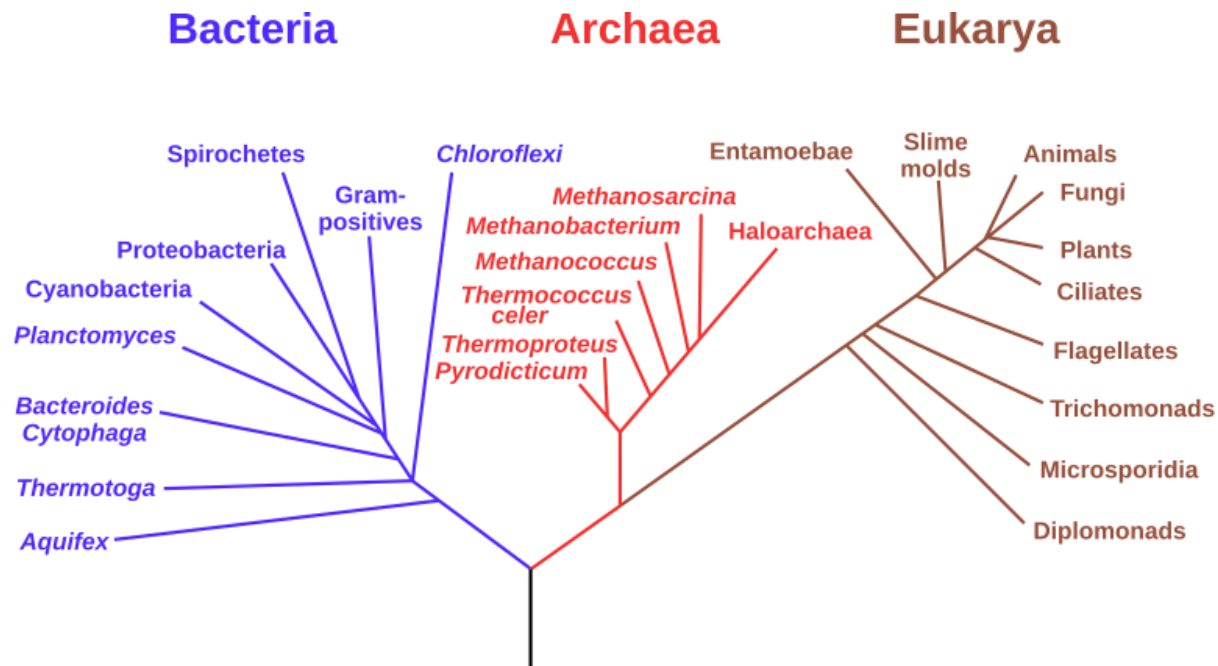 Bacteria
Archaea
Eukarya
Spirochetes
Gram-
positives
Chloroflexi
Proteobacteria
Cyanobacteria
Planctomyces
Bacteroides
Cytophaga
Thermotoga
Aquifex
Methanosarcina
Methanobacterium
Haloarchaea
Methanococcus
Thermococcus
celer
Thermoproteus
Pyrodicticum
Entamoebae
Slime
molds
Animals
Fungi
Plants
Ciliates
Flagellates
Trichomonads
Microsporidia
Diplomonads